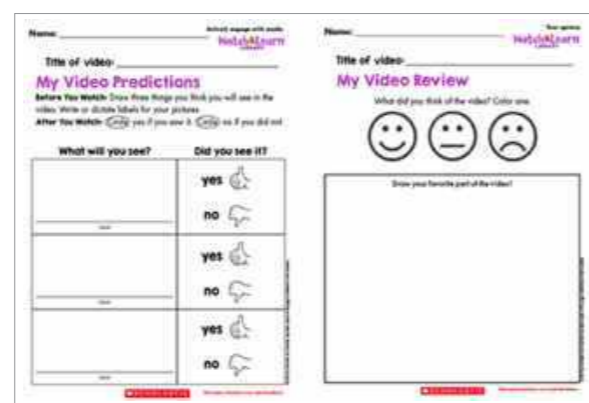 Name:
Watch & Learn
Title of video:
My Video Predictions
Before You Watch: Draw three things you think you will see in the
video. Write or dictate labels for your pictures.
After You Watch: Circle yes if you saw it. Circle no if you did not.
What will you see?
Did you see it?
yes
no
yes
no
yes
no
SCHOLASTIC
Name:
Watch & Learn
Title of video:
My Video Review
What did you think of the video? Color one.
Draw your favorite part of the video!
SCHOLASTIC